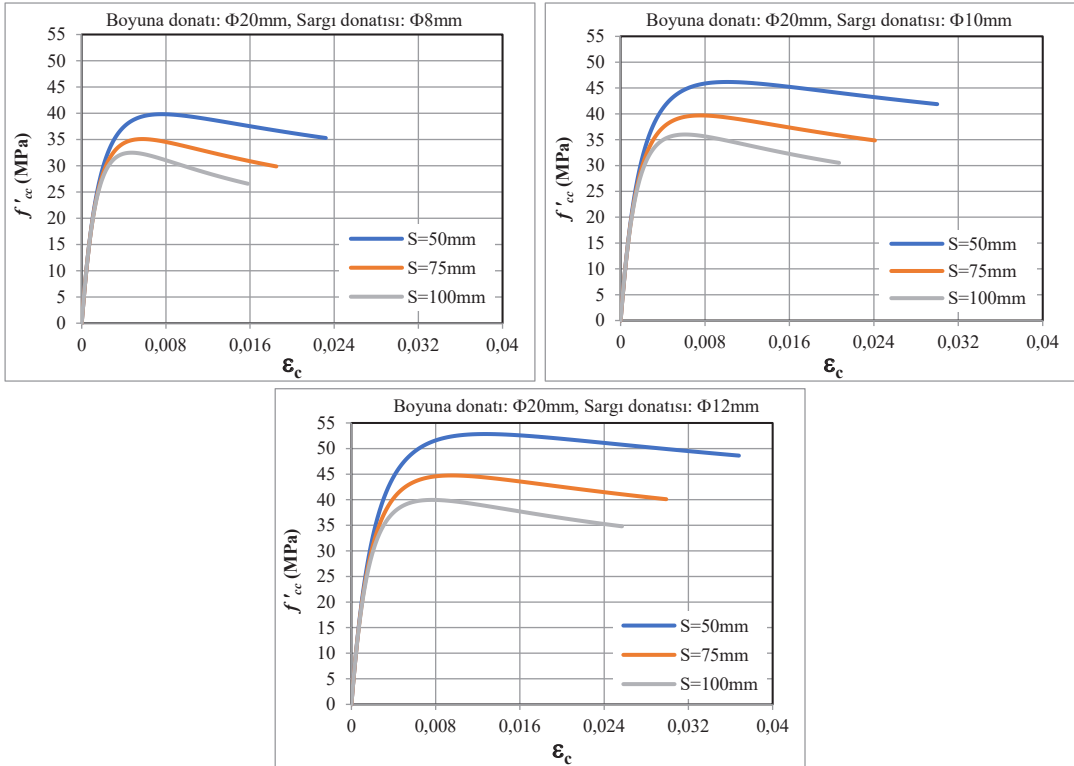 Boyuna donatı: Φ20mm, Sargı donatısı: Φ8mm
55
50
45
40
35
30
25
20
15
10
5
0
f'cc (MPa)
S=50mm
S=75mm
S=100mm
0 0,008 0,016 0,024 0,032 0,04
εc
Boyuna donatı: Φ20mm, Sargı donatısı: Φ10mm
55
50
45
40
35
30
25
20
15
10
5
0
f'cc (MPa)
S=50mm
S=75mm
S=100mm
0 0,008 0,016 0,024 0,032 0,04
εc
Boyuna donatı: Φ20mm, Sargı donatısı: Φ12mm
55
50
45
40
35
30
25
20
15
10
5
0
f'cc (MPa)
S=50mm
S=75mm
S=100mm
0 0,008 0,016 0,024 0,032 0,04
εc